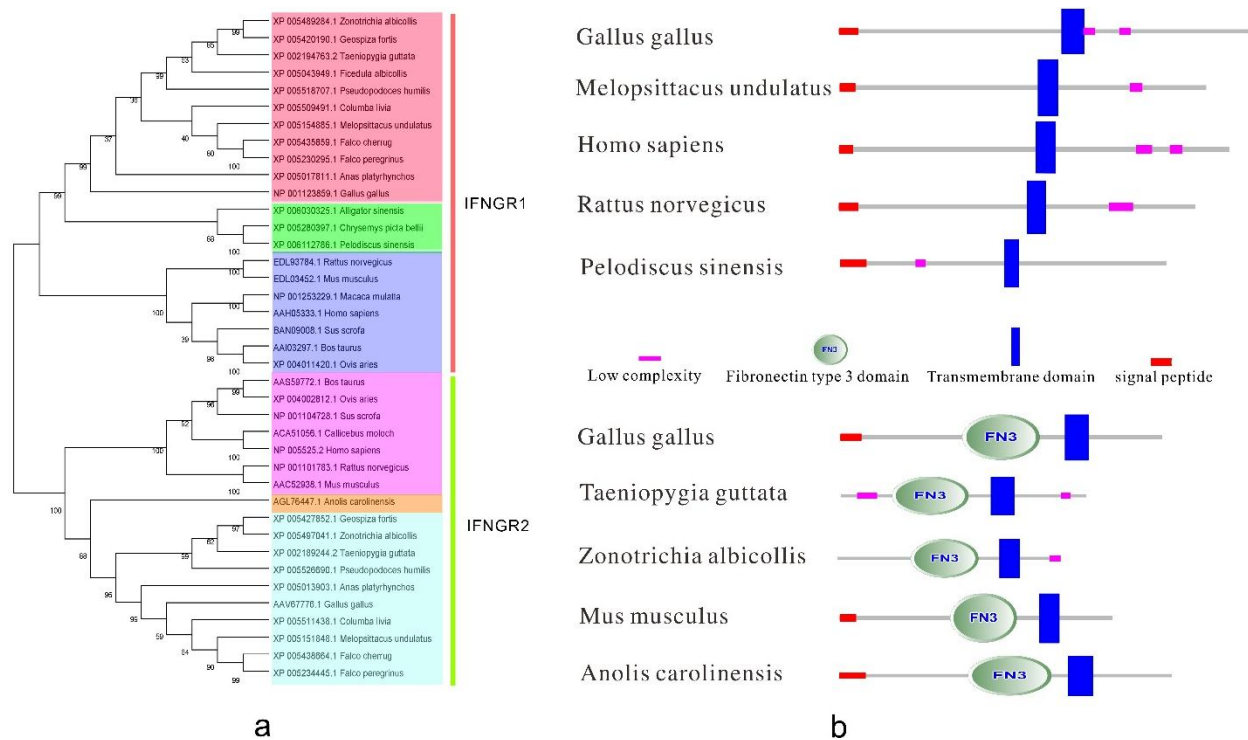 XP 005489284.1 Zonotrichia albicollis
XP 005420190.1 Geospiza fortis
XP 002194763.2 Taeniopygia guttata
XP 005043949.1 Ficedula albicollis
XP 005518707.1 Pseudopodoces humilis
XP 005509491.1 Columba livia
XP 005154885.1 Melopsittacus undulatus
XP 005435859.1 Falco cherrug
XP 005230295.1 Falco peregrinus
XP 005017811.1 Anas platyrhynchos
NP 001123859.1 Gallus gallus
XP 006030325.1 Alligator sinensis
XP 005280397.1 Chrysemys picta bellii
XP 006112786.1 Pelodiscus sinensis
EDL93784.1 Rattus norvegicus
EDL03452.1 Mus musculus
NP 001253229.1 Macaca mulatta
AAH05333.1 Homo sapiens
BAN09008.1 Sus scrofa
AAI03297.1 Bos taurus
XP 004011420.1 Ovis aries
AAS59772.1 Bos taurus
XP 004002812.1 Ovis aries
NP 001104728.1 Sus scrofa
ACA51056.1 Callicebus moloch
NP 005525.2 Homo sapiens
NP 001101783.1 Rattus norvegicus
AAC52938.1 Mus musculus
AGL76447.1 Anolis carolinensis
XP 005427852.1 Geospiza fortis
XP 005497041.1 Zonotrichia albicollis
XP 002189244.2 Taeniopygia guttata
XP 005526690.1 Pseudopodoces humilis
XP 005013903.1 Anas platyrhynchos
AAV67778.1 Gallus gallus
XP 005511438.1 Columba livia
XP 005151848.1 Melopsittacus undulatus
XP 005438664.1 Falco cherrug
XP 005234445.1 Falco peregrinus
99
85
63
99
36
37
40
60
100
99
59
68
100
100
100
100
39
98
100
99
96
92
100
100
100
100
68
97
62
99
96
95
59
84
90
99
IFNGR1
IFNGR2
a
Gallus gallus
Melopsittacus undulatus
Homo sapiens
Rattus norvegicus
Pelodiscus sinensis
FN3
Low complexity
Fibronectin type 3 domain
Transmembrane domain
signal peptide
Gallus gallus
FN3
Taeniopygia guttata
FN3
Zonotrichia albicollis
FN3
Mus musculus
FN3
Anolis carolinensis
FN3
b